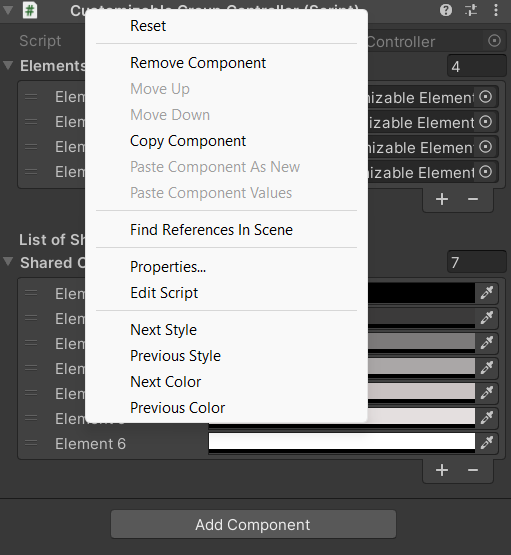 Customizable Group Controller (Script)
Script
Controller
Reset
Elements
4
Remove Component
Move Up
Move Down
Copy Component
Paste Component As New
Paste Component Values
Elem
Elem
Elem
Elem
nizable Element
nizable Element
nizable Element
nizable Element
Find References In Scene
List of Sh
Shared C
7
Properties...
Edit Script
Next Style
Previous Style
Next Color
Previous Color
Elem
Elem
Elem
Elem
Elem
Elem
Element 6
Add Component